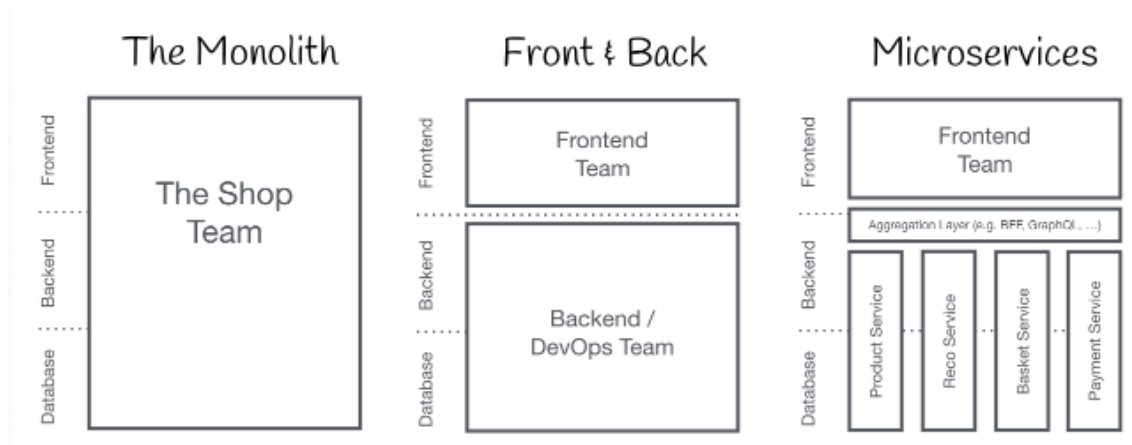 The Monolith
Frontend
Backend
Database
The Shop
Team
Front & Back
Frontend
Backend
Database
Frontend
Team
Backend /
DevOps Team
Microservices
Frontend
Backend
Database
Frontend
Team
Aggregation Layer (e.g. BFF, GraphQL, ...)
Product Service
Reco Service
Basket Service
Payment Service